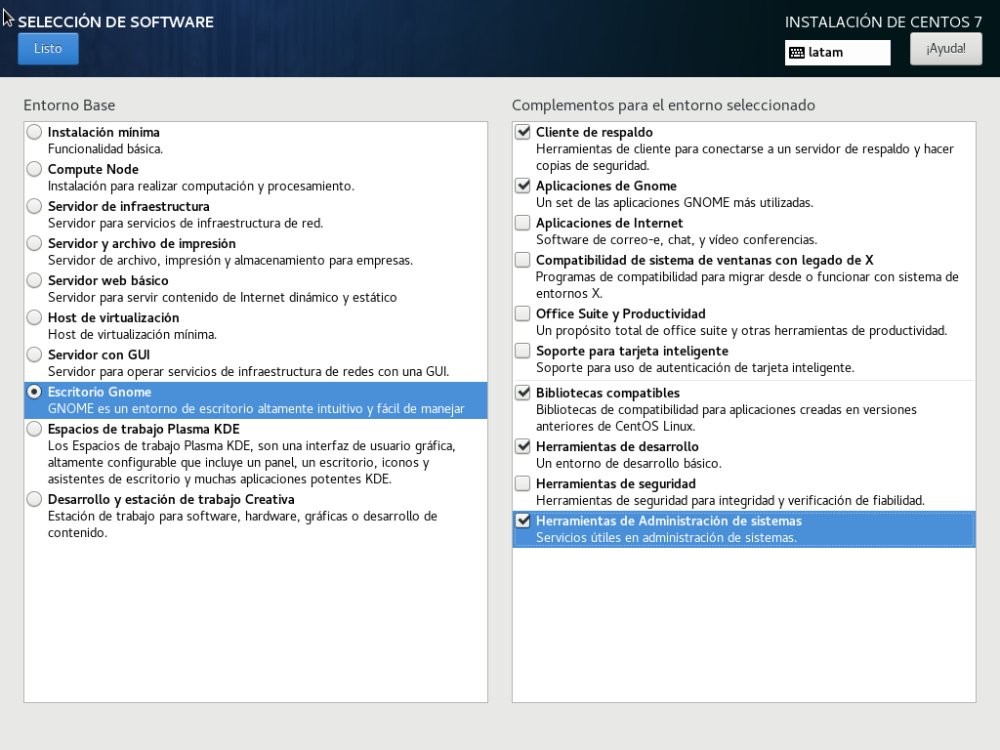 SELECCIÓN DE SOFTWARE
INSTALACIÓN DE CENTOS 7
Listo
latam
¡Ayuda!
Entorno Base
Instalación mínima
Funcionalidad básica.
Compute Node
Instalación para realizar computación y procesamiento.
Servidor de infraestructura
Servidor para servicios de infraestructura de red.
Servidor y archivo de impresión
Servidor de archivo, impresión y almacenamiento para empresas.
Servidor web básico
Servidor para servir contenido de Internet dinámico y estático
Host de virtualización
Host de virtualización mínima.
Servidor con GUI
Servidor para operar servicios de infraestructura de redes con una GUI.
Escritorio Gnome
GNOME es un entorno de escritorio altamente intuitivo y fácil de manejar
Espacios de trabajo Plasma KDE
Los Espacios de trabajo Plasma KDE, son una interfaz de usuario gráfica,
altamente configurable que incluye un panel, un escritorio, iconos y
asistentes de escritorio y muchas aplicaciones potentes KDE.
Desarrollo y estación de trabajo Creativa
Estación de trabajo para software, hardware, gráficas o desarrollo de
contenido.
Complementos para el entorno seleccionado
Cliente de respaldo
Herramientas de cliente para conectarse a un servidor de respaldo y hacer
copias de seguridad.
Aplicaciones de Gnome
Un set de las aplicaciones GNOME más utilizadas.
Aplicaciones de Internet
Software de correo-e, chat, y vídeo conferencias.
Compatibilidad de sistema de ventanas con legado de X
Programas de compatibilidad para migrar desde o funcionar con sistema de
entornos X.
Office Suite y Productividad
Un propósito total de office suite y otras herramientas de productividad.
Soporte para tarjeta inteligente
Soporte para uso de autenticación de tarjeta inteligente.
Bibliotecas compatibles
Bibliotecas de compatibilidad para aplicaciones creadas en versiones
anteriores de CentOS Linux.
Herramientas de desarrollo
Un entorno de desarrollo básico.
Herramientas de seguridad
Herramientas de seguridad para integridad y verificación de fiabilidad.
Herramientas de Administración de sistemas
Servicios útiles en administración de sistemas.